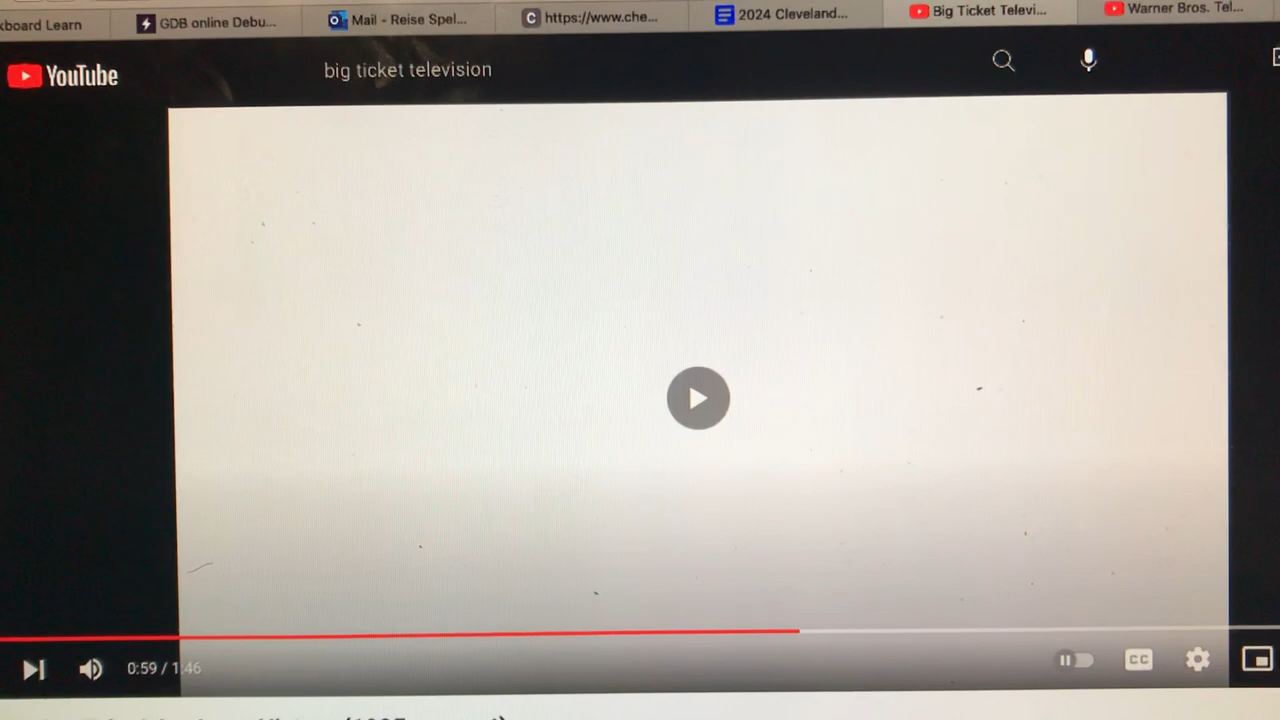 kboard Learn
GDB online Debu...
Mail - Reise Spel...
https://www.che...
2024 Cleveland...
Big Ticket Televi...
Warner Bros. Tel...
YouTube
big ticket television
0:59 / 1:46
CC